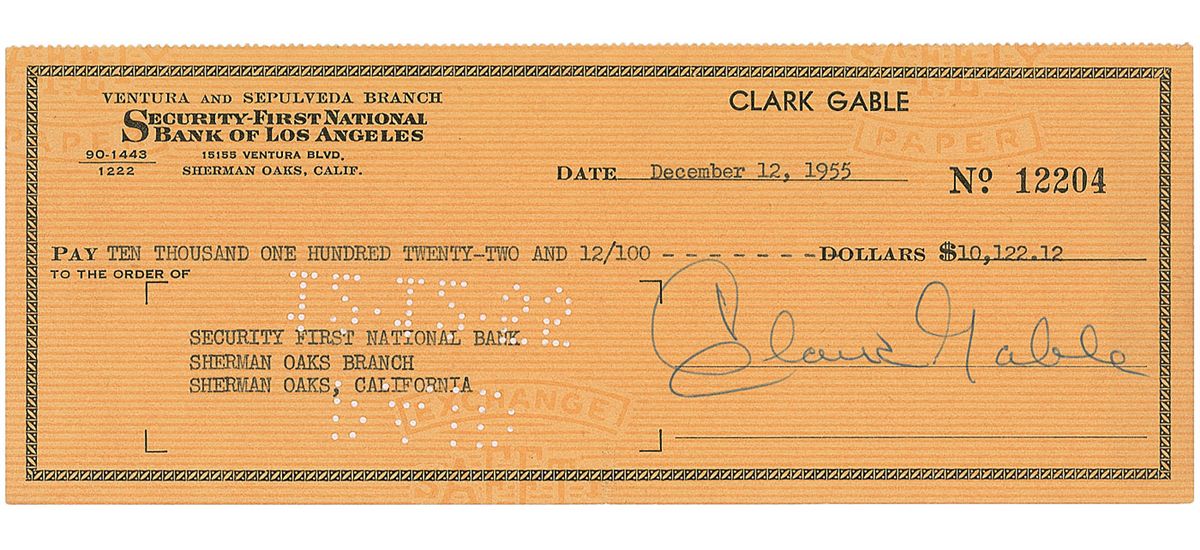 VENTURA AND SEPULVEDA BRANCH
SECURITY-FIRST NATIONAL
BANK OF LOS ANGELES
90-1443
1222
15155 VENTURA BLVD.
SHERMAN OAKS, CALIF.
CLARK GABLE
DATE December 12, 1955
Nº 12204
PAY TEN THOUSAND ONE HUNDRED TWENTY-TWO AND 12/100 - - - - - - - DOLLARS $10,122.12
TO THE ORDER OF
SECURITY FIRST NATIONAL BANK
SHERMAN OAKS BRANCH
SHERMAN OAKS, CALIFORNIA
Clark Gable
SAFETY
PAPER
EXCHANGE